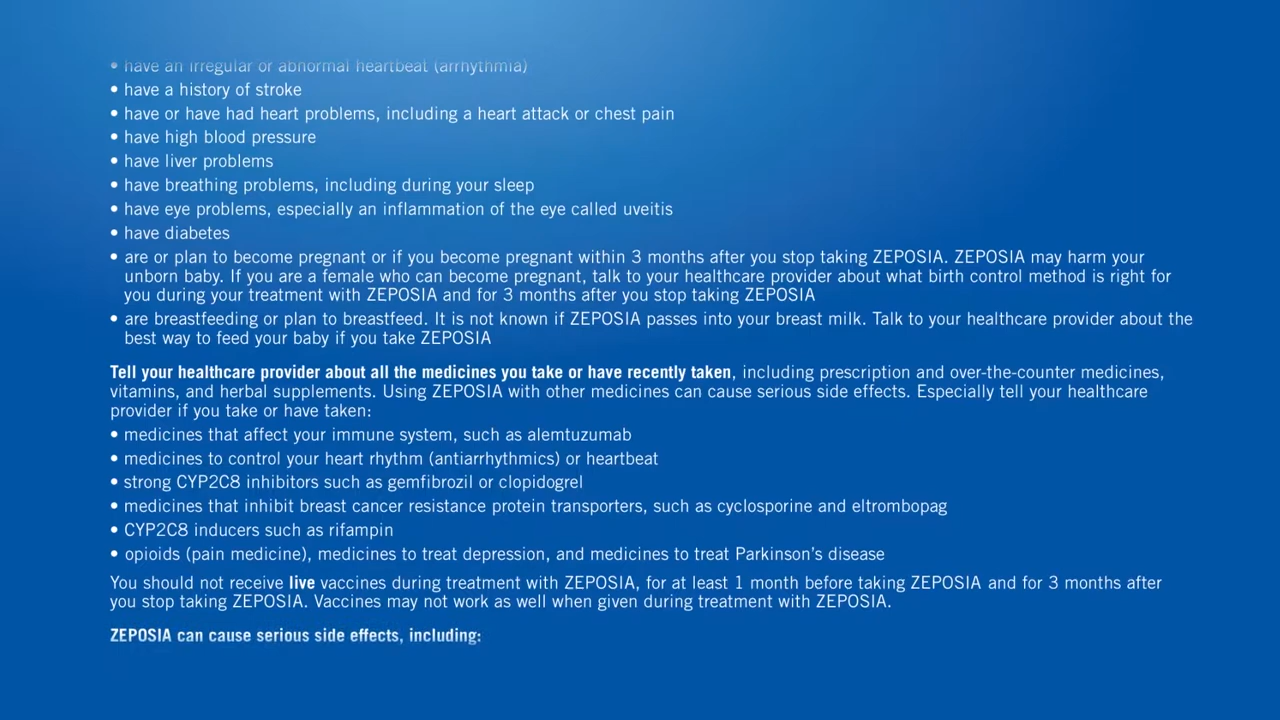 • have an irregular or abnormal heartbeat (arrhythmia)
• have a history of stroke
• have or have had heart problems, including a heart attack or chest pain
• have high blood pressure
• have liver problems
• have breathing problems, including during your sleep
• have eye problems, especially an inflammation of the eye called uveitis
• have diabetes
• are or plan to become pregnant or if you become pregnant within 3 months after you stop taking ZEPOSIA. ZEPOSIA may harm your
unborn baby. If you are a female who can become pregnant, talk to your healthcare provider about what birth control method is right for
you during your treatment with ZEPOSIA and for 3 months after you stop taking ZEPOSIA
• are breastfeeding or plan to breastfeed. It is not known if ZEPOSIA passes into your breast milk. Talk to your healthcare provider about the
best way to feed your baby if you take ZEPOSIA
Tell your healthcare provider about all the medicines you take or have recently taken, including prescription and over-the-counter medicines,
vitamins, and herbal supplements. Using ZEPOSIA with other medicines can cause serious side effects. Especially tell your healthcare
provider if you take or have taken:
• medicines that affect your immune system, such as alemtuzumab
• medicines to control your heart rhythm (antiarrhythmics) or heartbeat
• strong CYP2C8 inhibitors such as gemfibrozil or clopidogrel
• medicines that inhibit breast cancer resistance protein transporters, such as cyclosporine and eltrombopag
• CYP2C8 inducers such as rifampin
• opioids (pain medicine), medicines to treat depression, and medicines to treat Parkinson's disease
You should not receive live vaccines during treatment with ZEPOSIA, for at least 1 month before taking ZEPOSIA and for 3 months after
you stop taking ZEPOSIA. Vaccines may not work as well when given during treatment with ZEPOSIA.
ZEPOSIA can cause serious side effects, including: